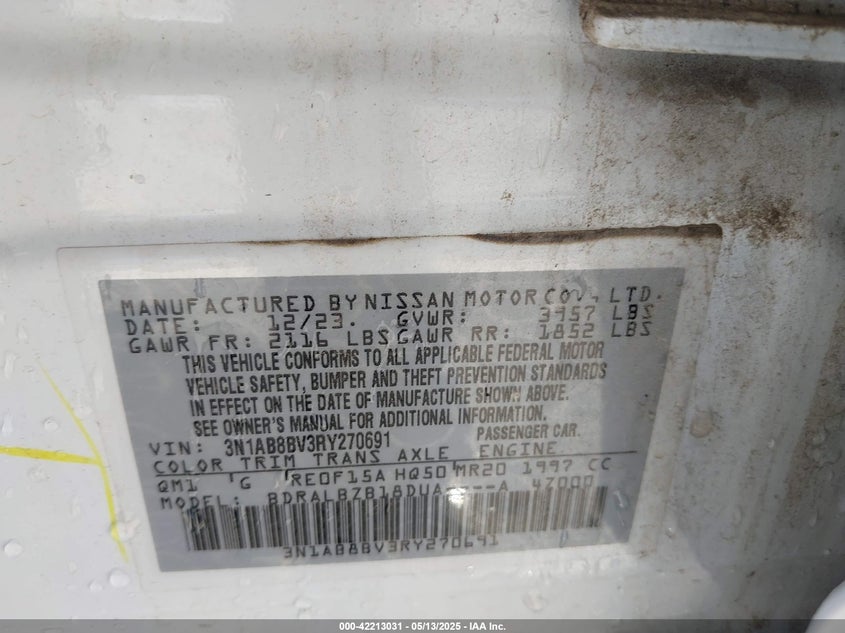 MANUFACTURED BY NISSAN MOTOR CO., LTD.
DATE: 12/23. GVWR: 3957 LBS
GAWR FR: 2116 LBS GAWR RR: 1852 LBS
THIS VEHICLE CONFORMS TO ALL APPLICABLE FEDERAL MOTOR
VEHICLE SAFETY, BUMPER AND THEFT PREVENTION STANDARDS
IN EFFECT ON THE DATE OF MANUFACTURE SHOWN ABOVE.
SEE OWNER'S MANUAL FOR ADDITIONAL INFORMATION.
VIN: 3N1AB8BV3RY270691 PASSENGER CAR.
COLOR TRIM TRANS AXLE ENGINE
QM1 G RE0F15A HQ50 MR20 1997 CC
MODEL: BDRALBZB18DUA----A 47000
3N1AB8BV3RY270691
000-42213031 - 05/13/2025 - IAA Inc.